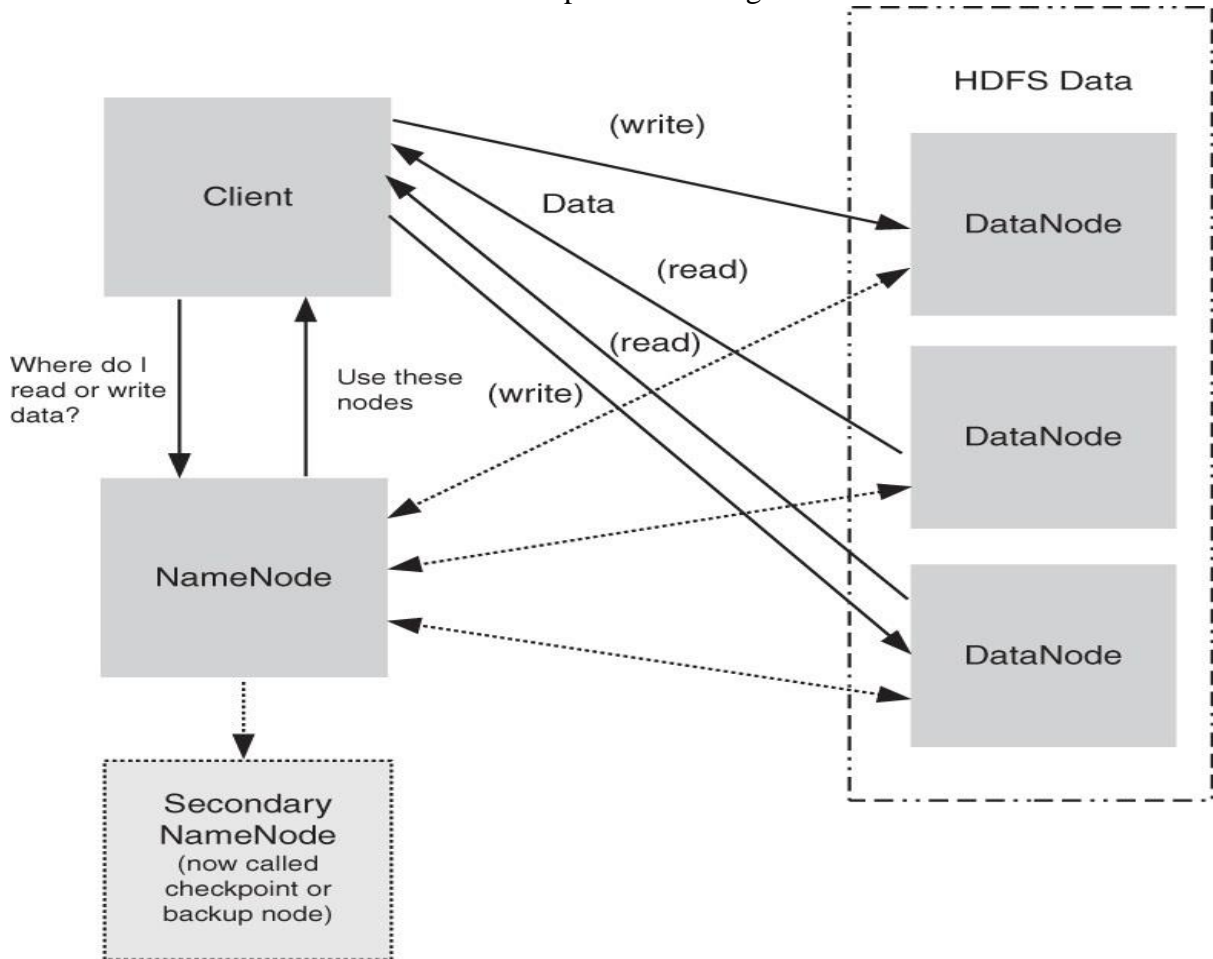 HDFS Data
(write)
Client
Data
DataNode
(read)
Where do I
read or write
data?
Use these
nodes
(read)
(write)
DataNode
NameNode
DataNode
Secondary
NameNode
(now called
checkpoint or
backup node)